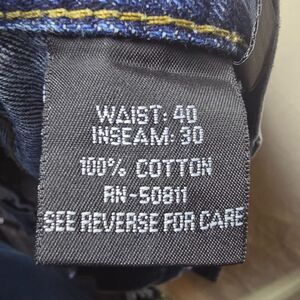 WAIST: 40
INSEAM: 30
100% COTTON
RN-50811
SEE REVERSE FOR CARE